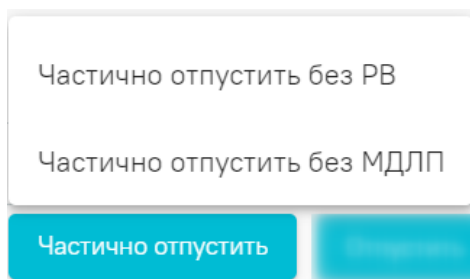 Частично отпустить без РВ
Частично отпустить без МДЛП
Частично отпустить